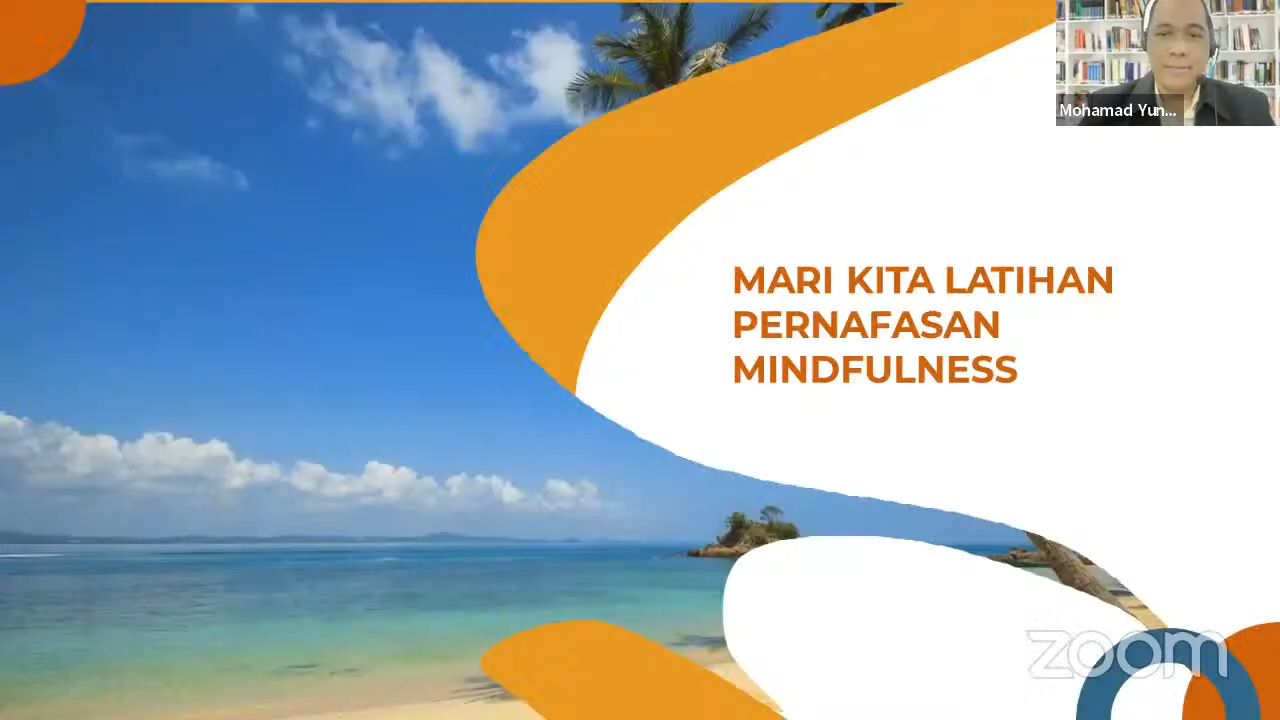 Mohamad Yun...
MARI KITA LATIHAN
PERNAFASAN
MINDFULNESS
zoom